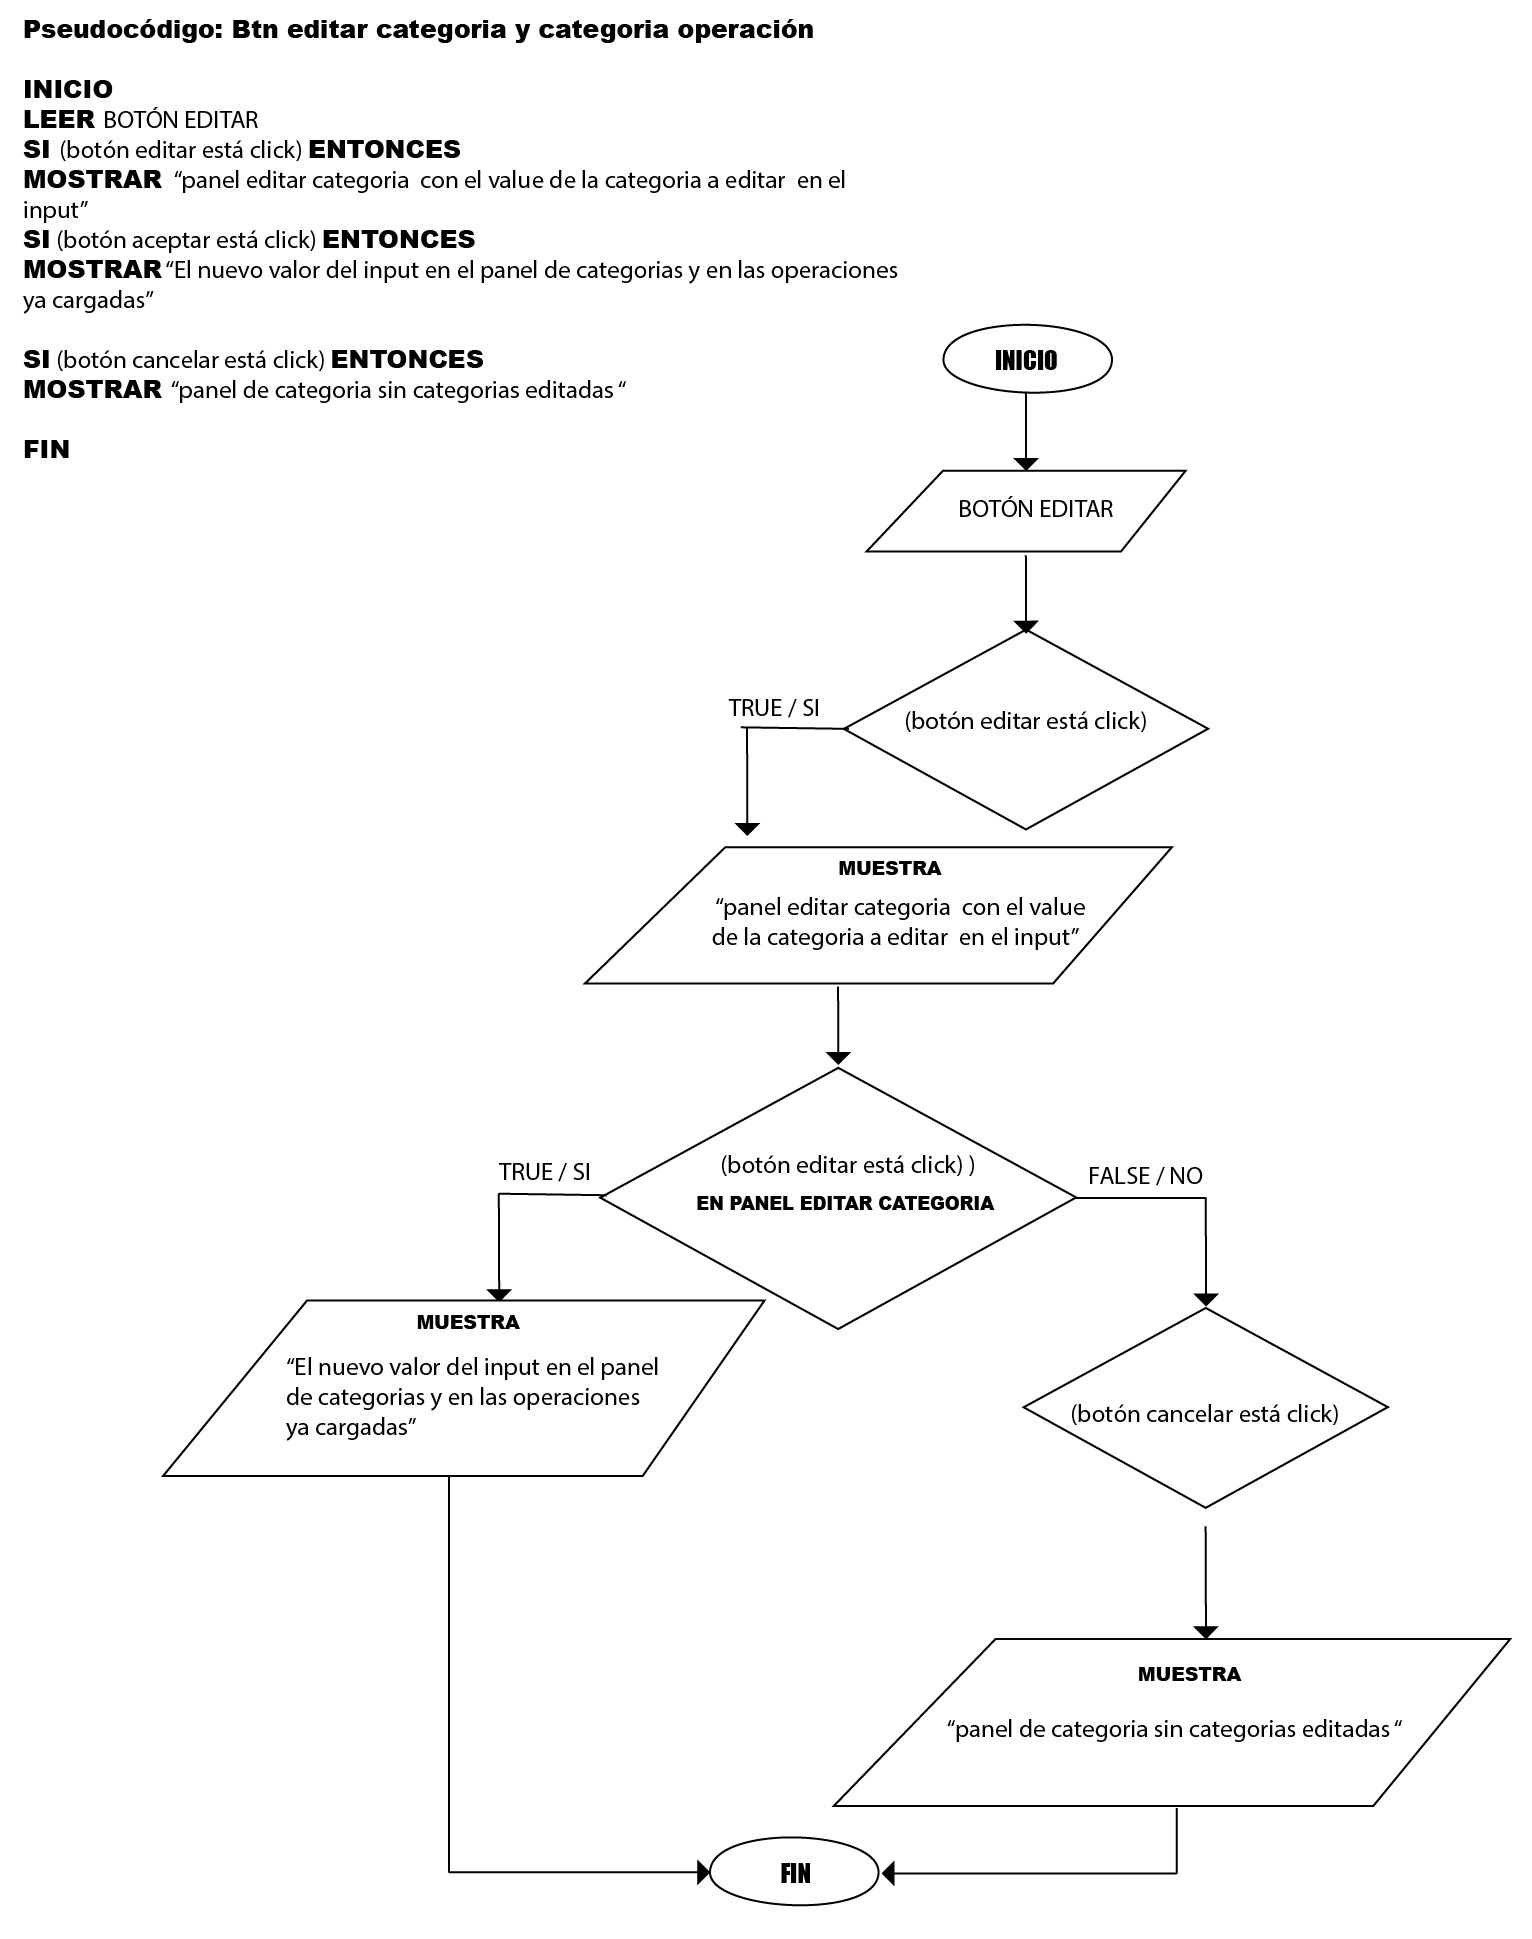 Pseudocódigo: Btn editar categoria y categoria operación
INICIO
LEER BOTÓN EDITAR
SI (botón editar está click) ENTONCES
MOSTRAR “panel editar categoria con el value de la categoria a editar en el
input”
SI (botón aceptar está click) ENTONCES
MOSTRAR “El nuevo valor del input en el panel de categorias y en las operaciones
ya cargadas”
SI (botón cancelar está click) ENTONCES
MOSTRAR “panel de categoria sin categorias editadas “
FIN
INICIO
BOTÓN EDITAR
(botón editar está click)
TRUE / SI
MUESTRA
“panel editar categoria con el value
de la categoria a editar en el input”
(botón editar está click) )
EN PANEL EDITAR CATEGORIA
TRUE / SI
FALSE / NO
MUESTRA
“El nuevo valor del input en el panel
de categorias y en las operaciones
ya cargadas”
(botón cancelar está click)
MUESTRA
“panel de categoria sin categorias editadas “
FIN